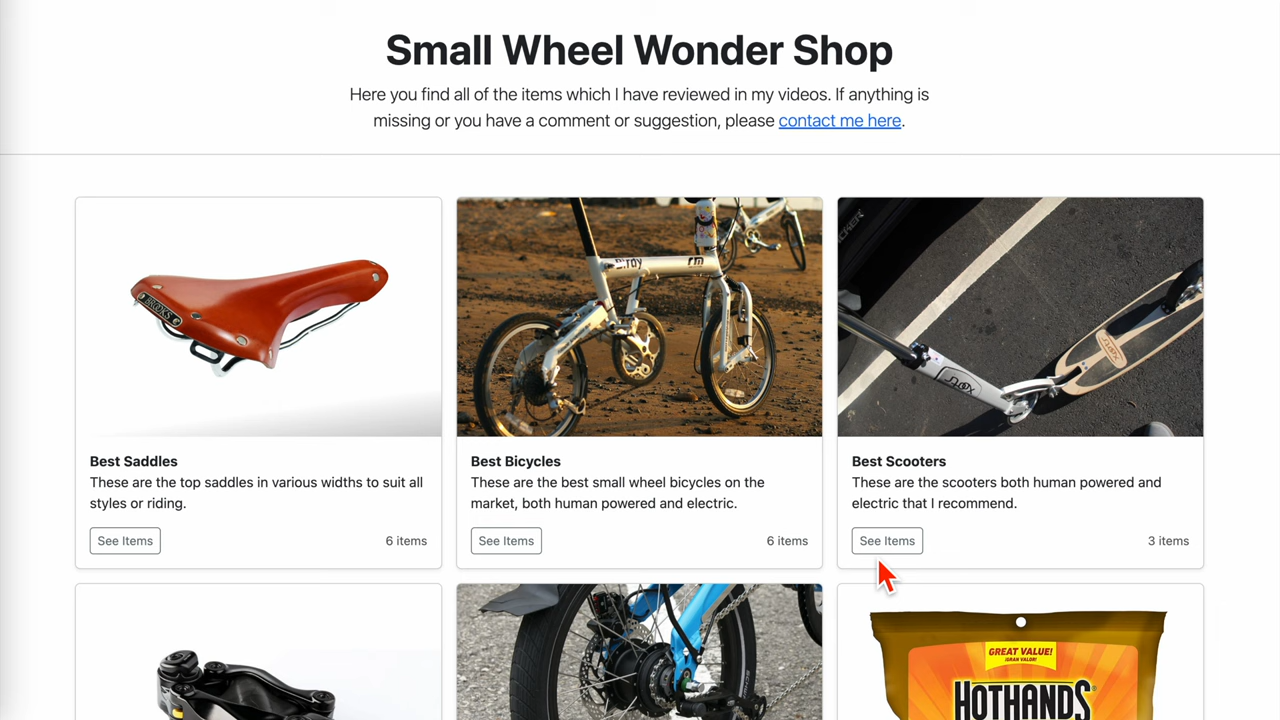 Small Wheel Wonder Shop
Here you find all of the items which I have reviewed in my videos. If anything is
missing or you have a comment or suggestion, please contact me here.
BROOKS
Birdy
rm
Best Saddles
These are the top saddles in various widths to suit all
styles or riding.
See Items
6 items
Best Bicycles
These are the best small wheel bicycles on the
market, both human powered and electric.
See Items
6 items
Best Scooters
These are the scooters both human powered and
electric that I recommend.
See Items
3 items
GREAT VALUE!
¡GRAN VALOR!
HOTHANDS®